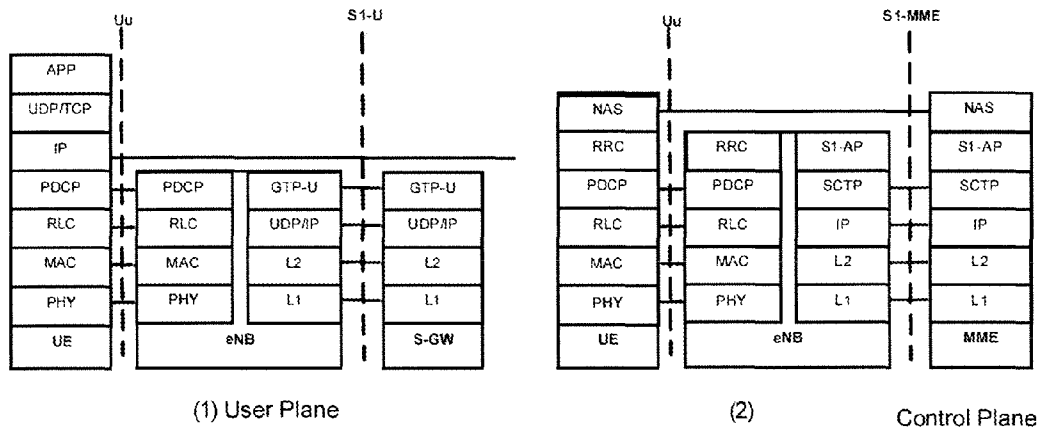 Uu S1-U
APP
UDP/TCP
IP
PDCP PDCP GTP-U GTP-U
RLC RLC UDP/IP UDP/IP
MAC MAC L2 L2
PHY PHY L1 L1
UE eNB S-GW
(1) User Plane
Uu S1-MME
NAS NAS
RRC RRC S1-AP S1-AP
PDCP PDCP SCTP SCTP
RLC RLC IP IP
MAC MAC L2 L2
PHY PHY L1 L1
UE eNB MME
(2) Control Plane